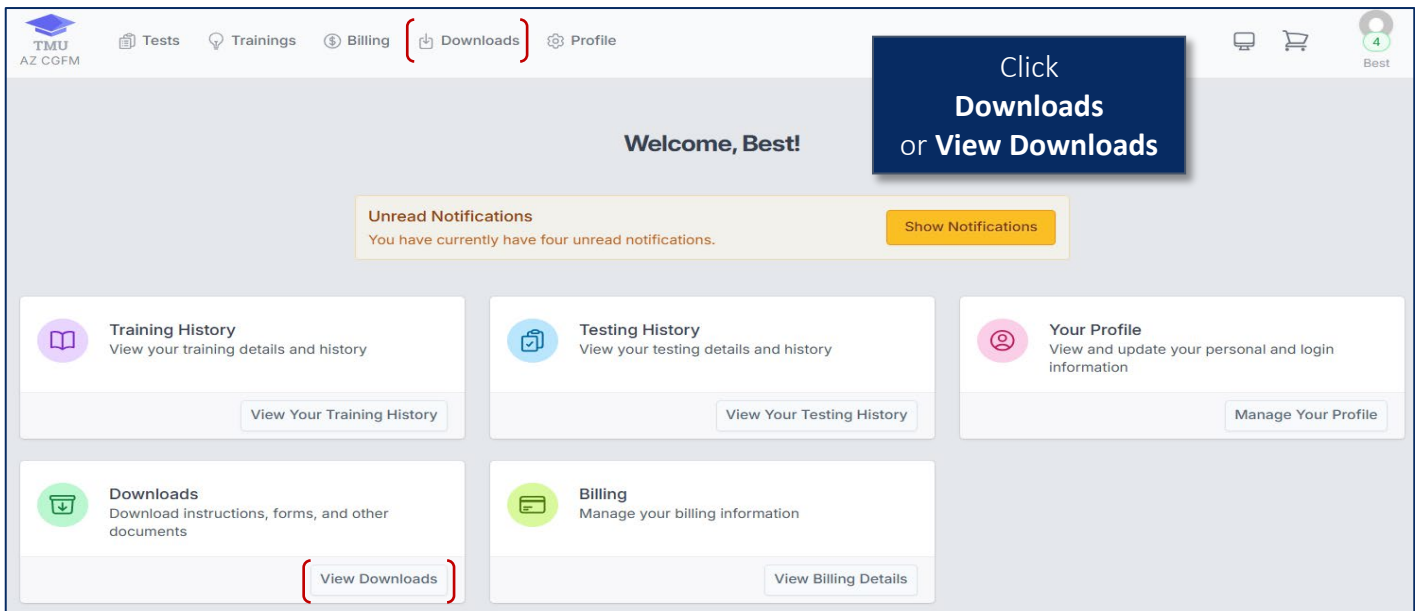 TMU
AZ CGFM
Tests
Trainings
Billing
Downloads
Profile
4
Best
Click
Downloads
or View Downloads
Welcome, Best!
Unread Notifications
You have currently have four unread notifications.
Show Notifications
Training History
View your training details and history
View Your Training History
Testing History
View your testing details and history
View Your Testing History
Your Profile
View and update your personal and login
information
Manage Your Profile
Downloads
Download instructions, forms, and other
documents
View Downloads
Billing
Manage your billing information
View Billing Details